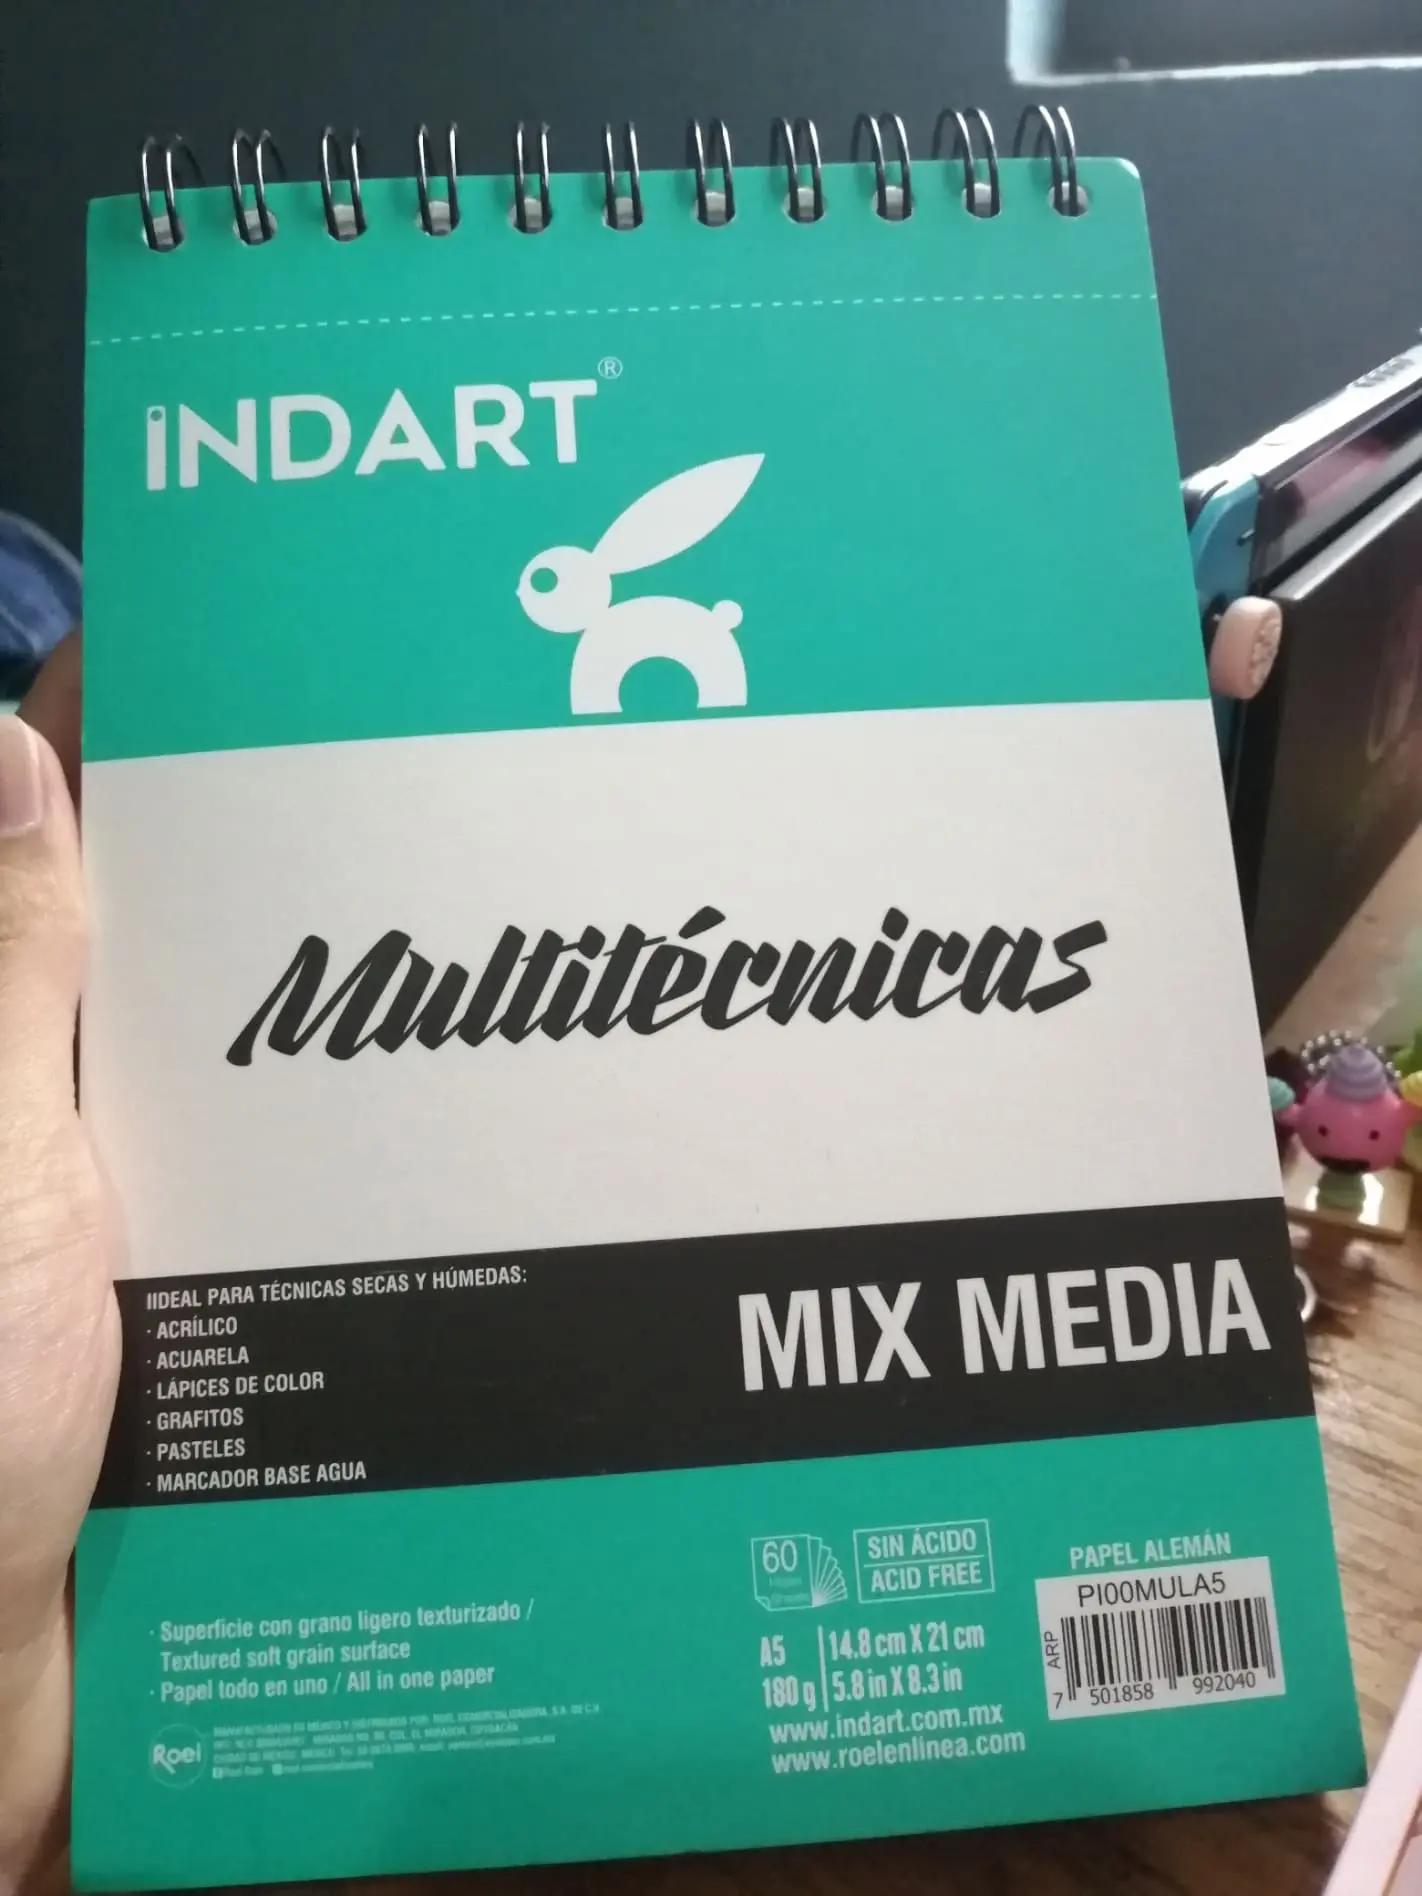 iNDART®
Multitécnicas
IIDEAL PARA TÉCNICAS SECAS Y HÚMEDAS:
· ACRÍLICO
· ACUARELA
· LÁPICES DE COLOR
· GRAFITOS
· PASTELES
· MARCADOR BASE AGUA
MIX MEDIA
· Superficie con grano ligero texturizado /
Textured soft grain surface
· Papel todo en uno / All in one paper
Roel
60
SIN ÁCIDO
ACID FREE
A5 14.8 cm X 21 cm
180 g 5.8 in X 8.3 in
www.indart.com.mx
www.roelenlinea.com
PAPEL ALEMÁN
PI00MULA5
ARP
7 501858 992040